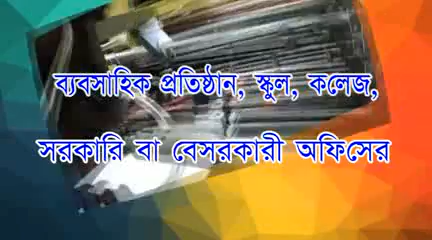 ব্যবসাহিক প্রতিষ্ঠান, স্কুল, কলেজ,
সরকারি বা বেসরকারী অফিসের